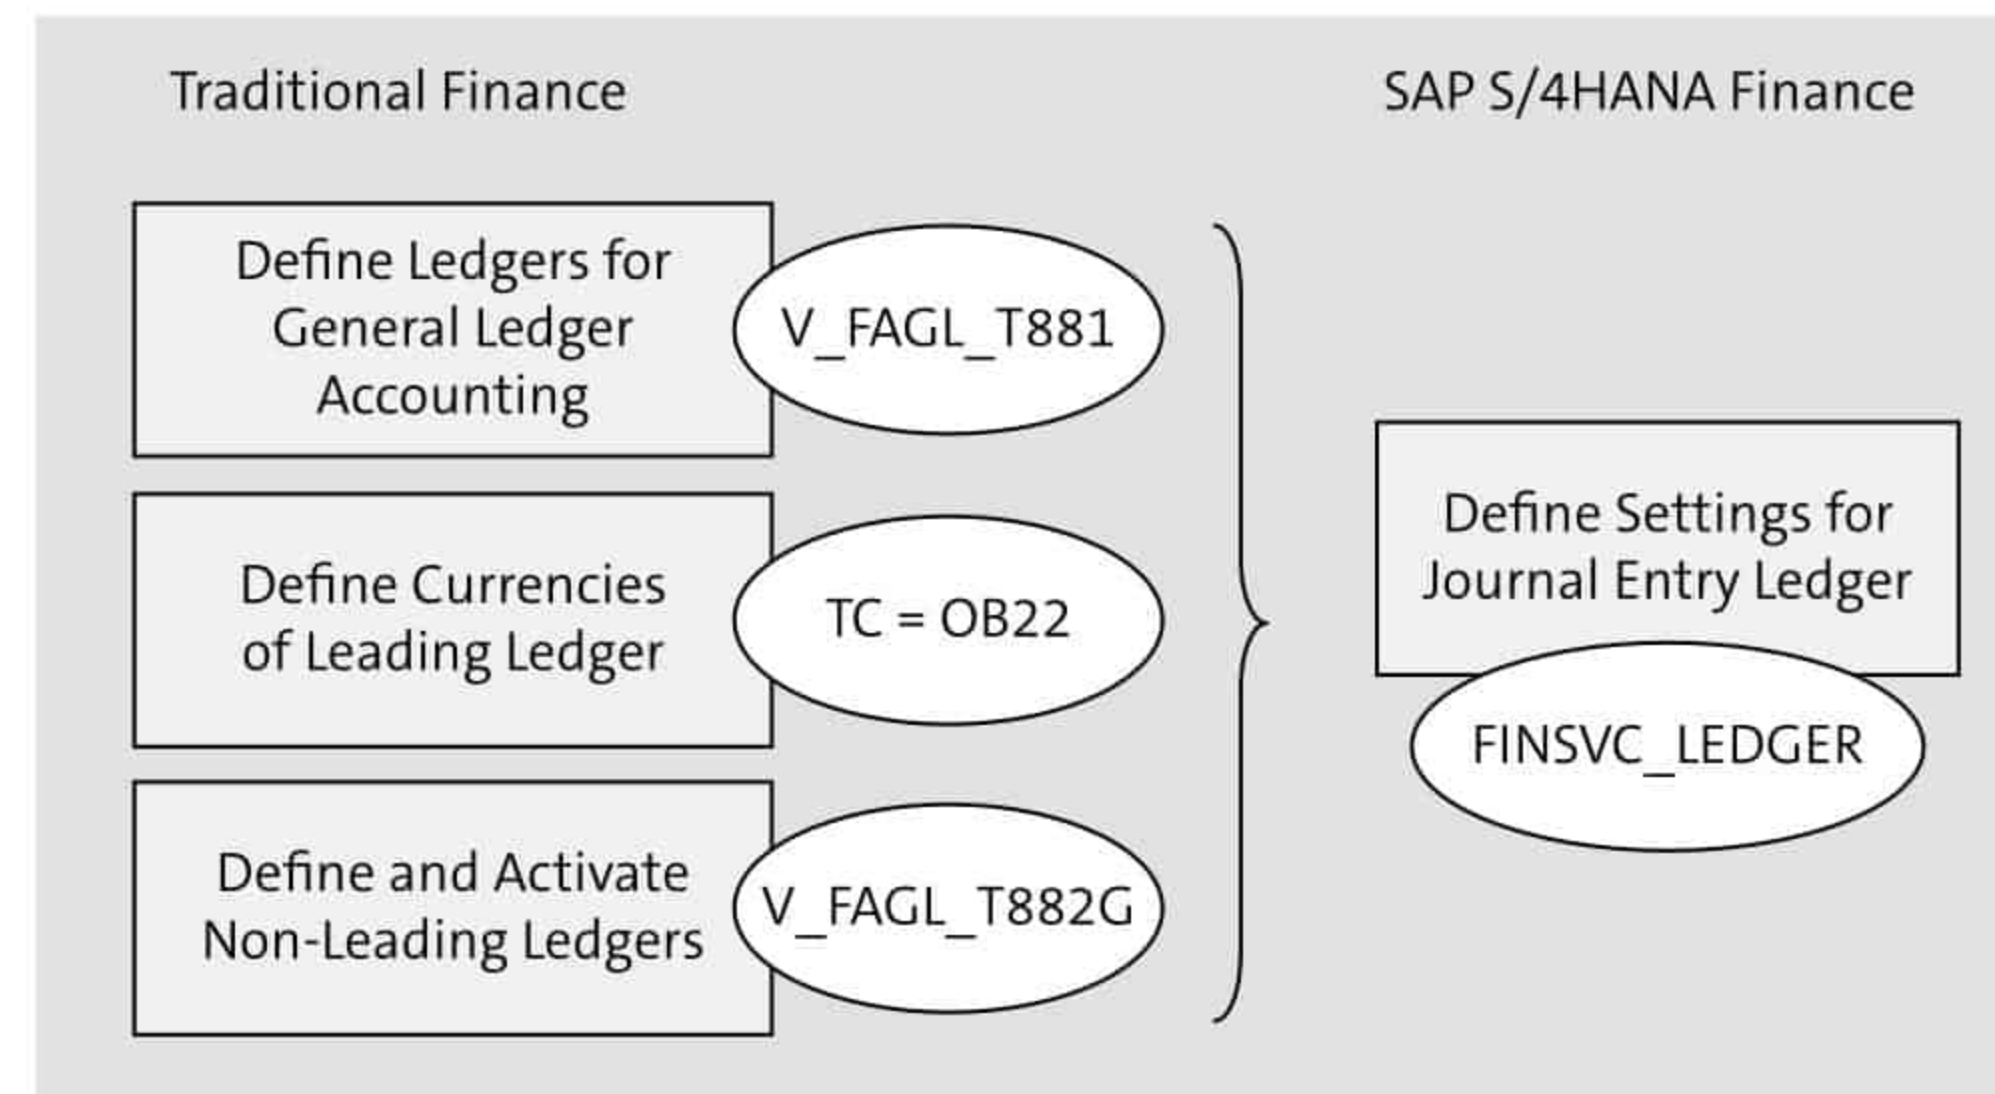 Traditional Finance
SAP S/4HANA Finance
Define Ledgers for
General Ledger
Accounting
V_FAGL_T881
Define Currencies
of Leading Ledger
TC = OB22
Define and Activate
Non-Leading Ledgers
V_FAGL_T882G
Define Settings for
Journal Entry Ledger
FINSVC_LEDGER